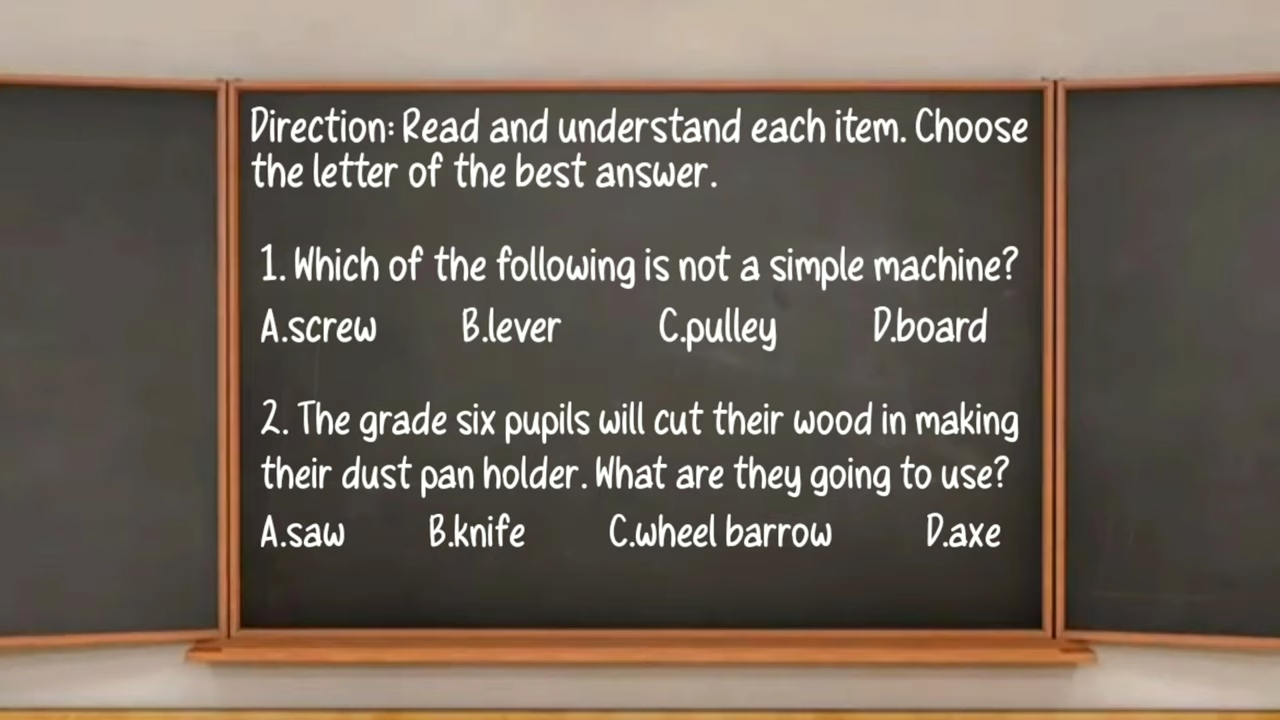 Direction: Read and understand each item. Choose
the letter of the best answer.
1. Which of the following is not a simple machine?
A.screw B.lever C.pulley D.board
2. The grade six pupils will cut their wood in making
their dust pan holder. What are they going to use?
A.saw B.knife C.wheel barrow D.axe